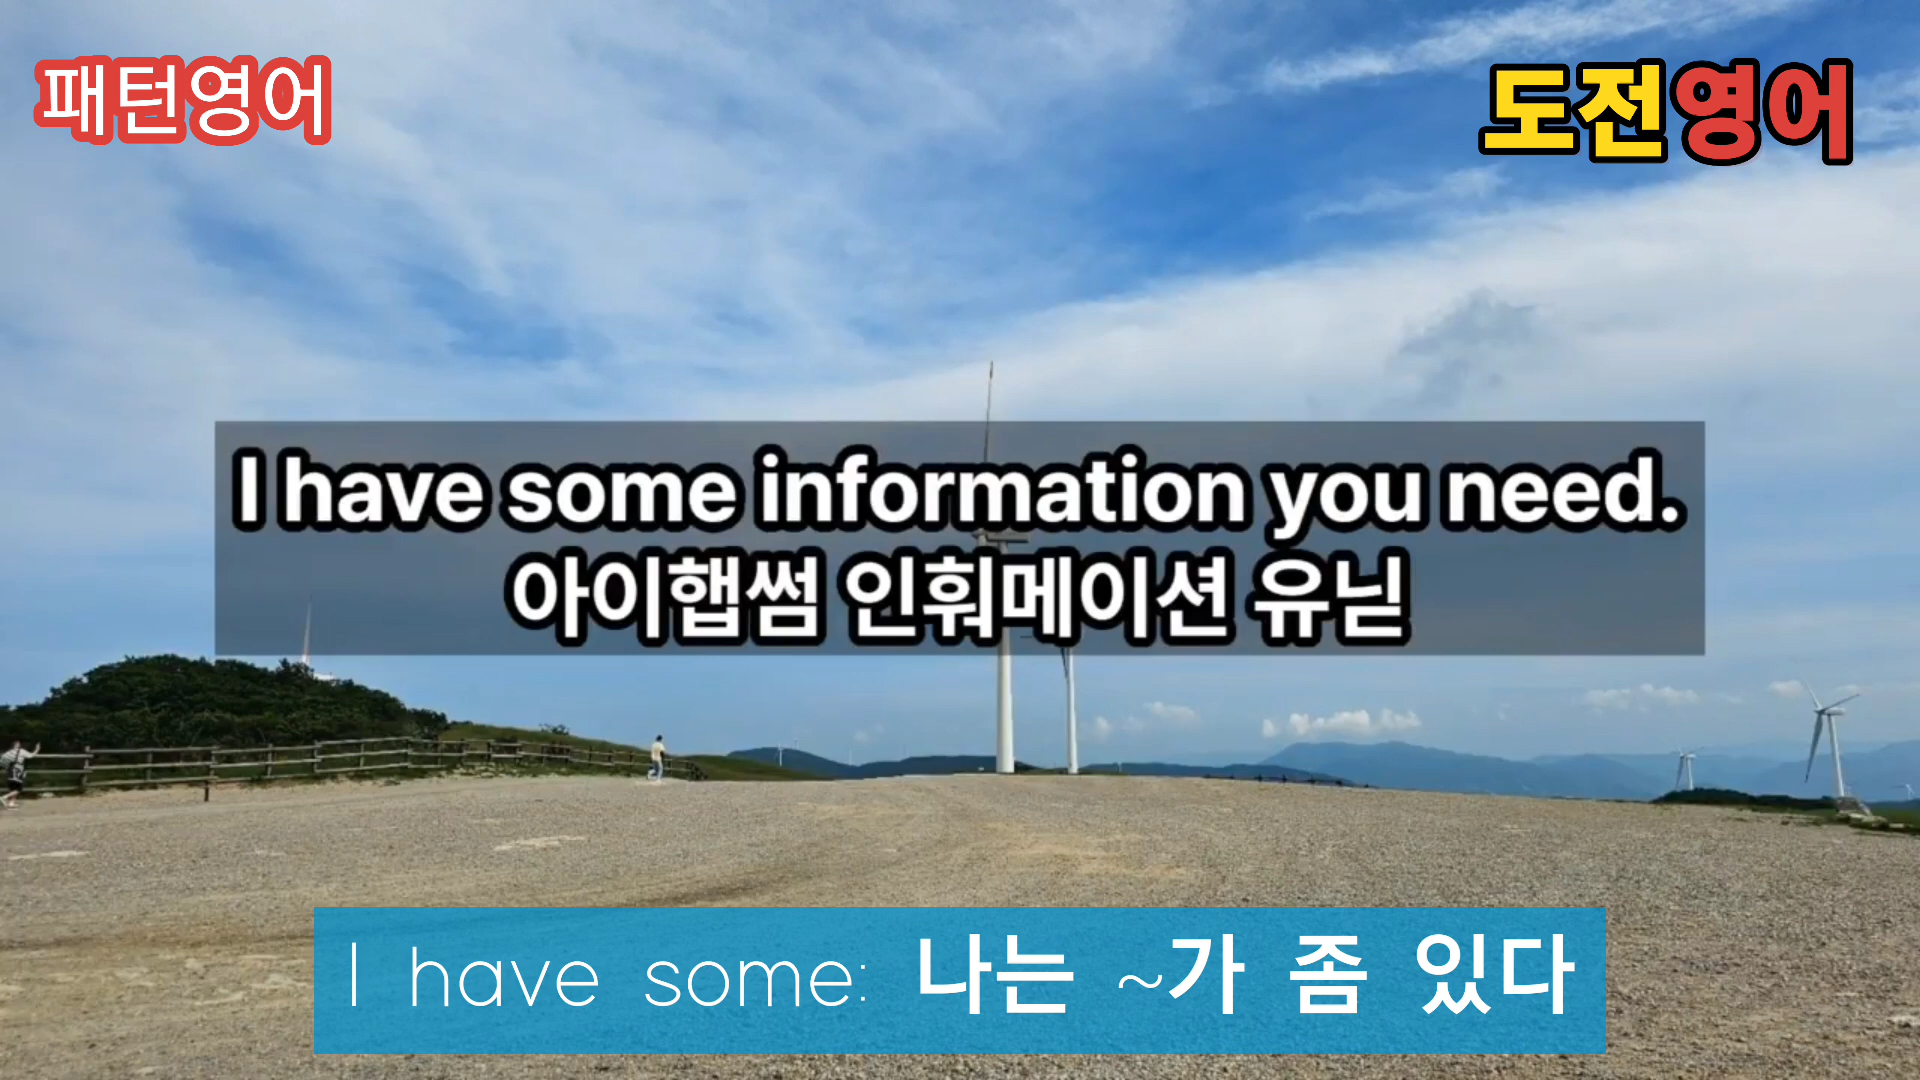 패턴영어
도전영어
I have some information you need.
아이햅썸 인훠메이션 유닏
I have some: 나는 ~가 좀 있다